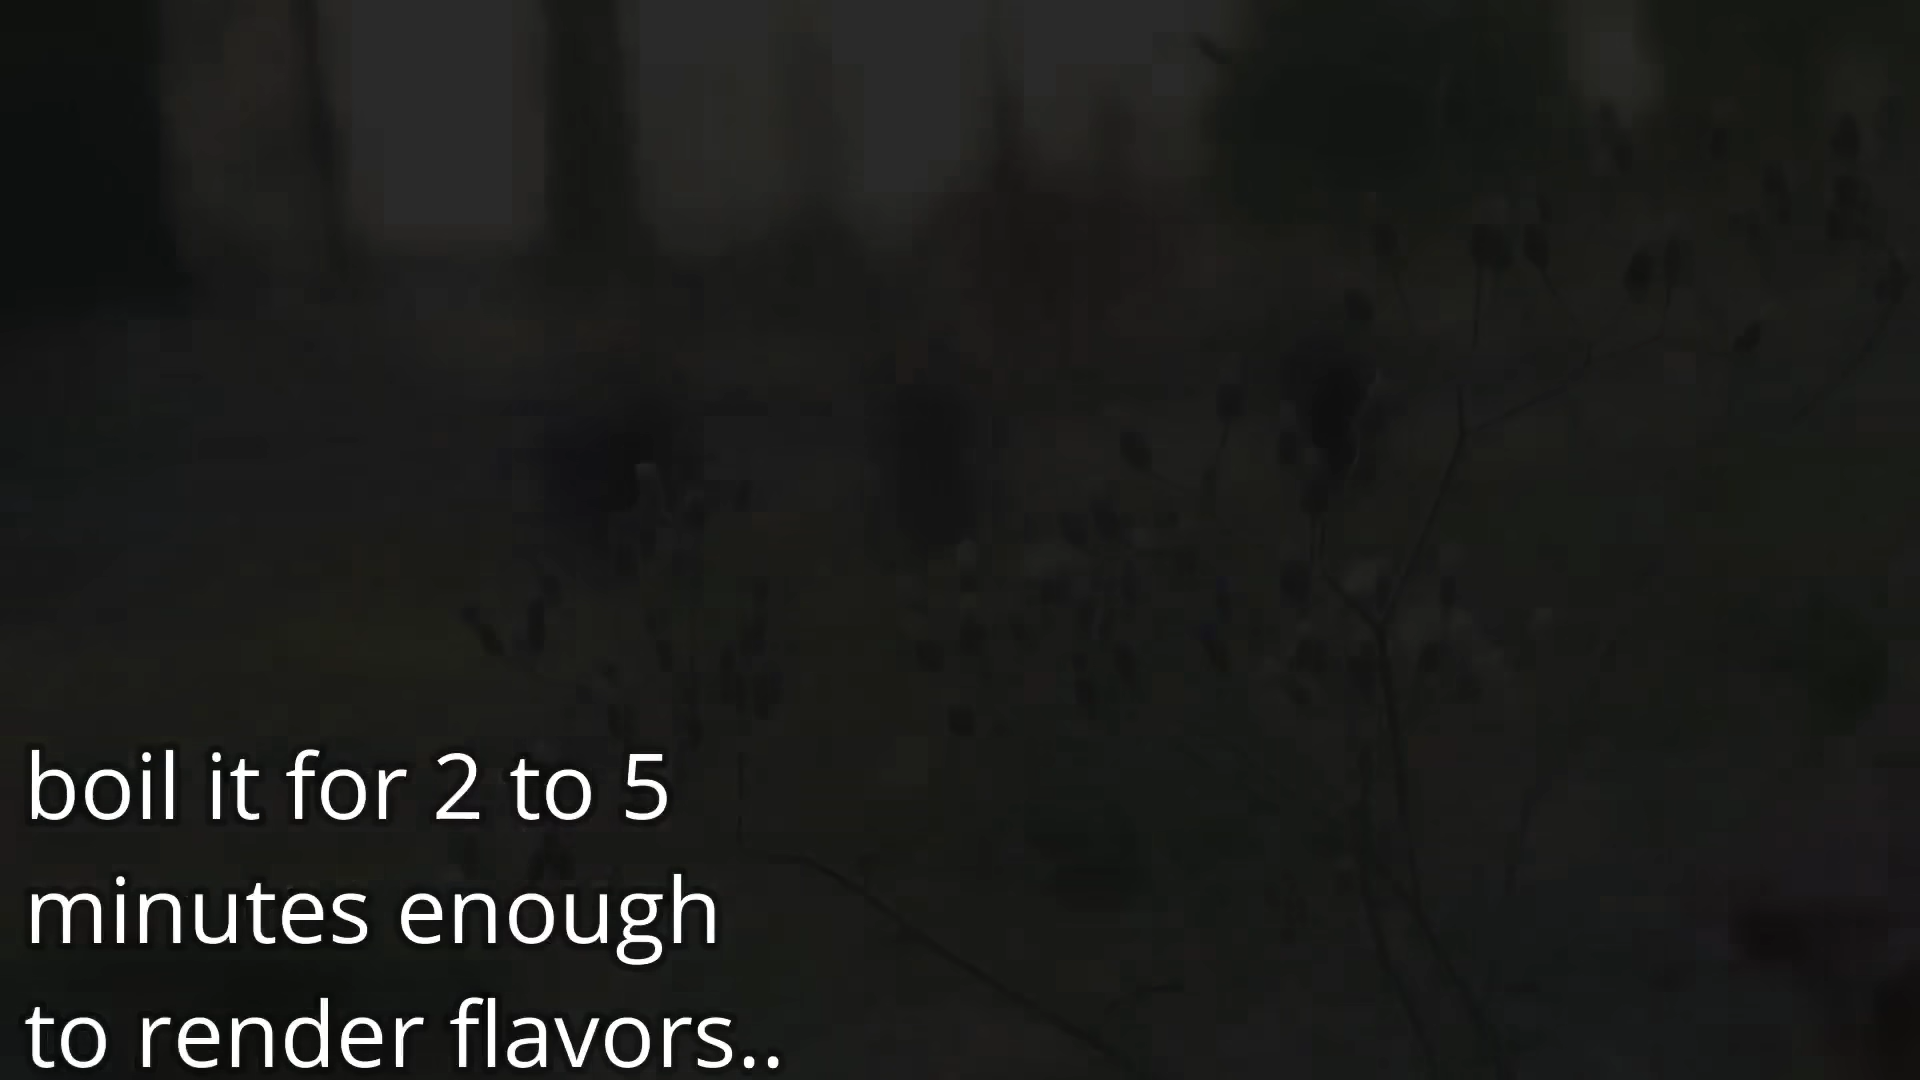 boil it for 2 to 5
minutes enough
to render flavors..